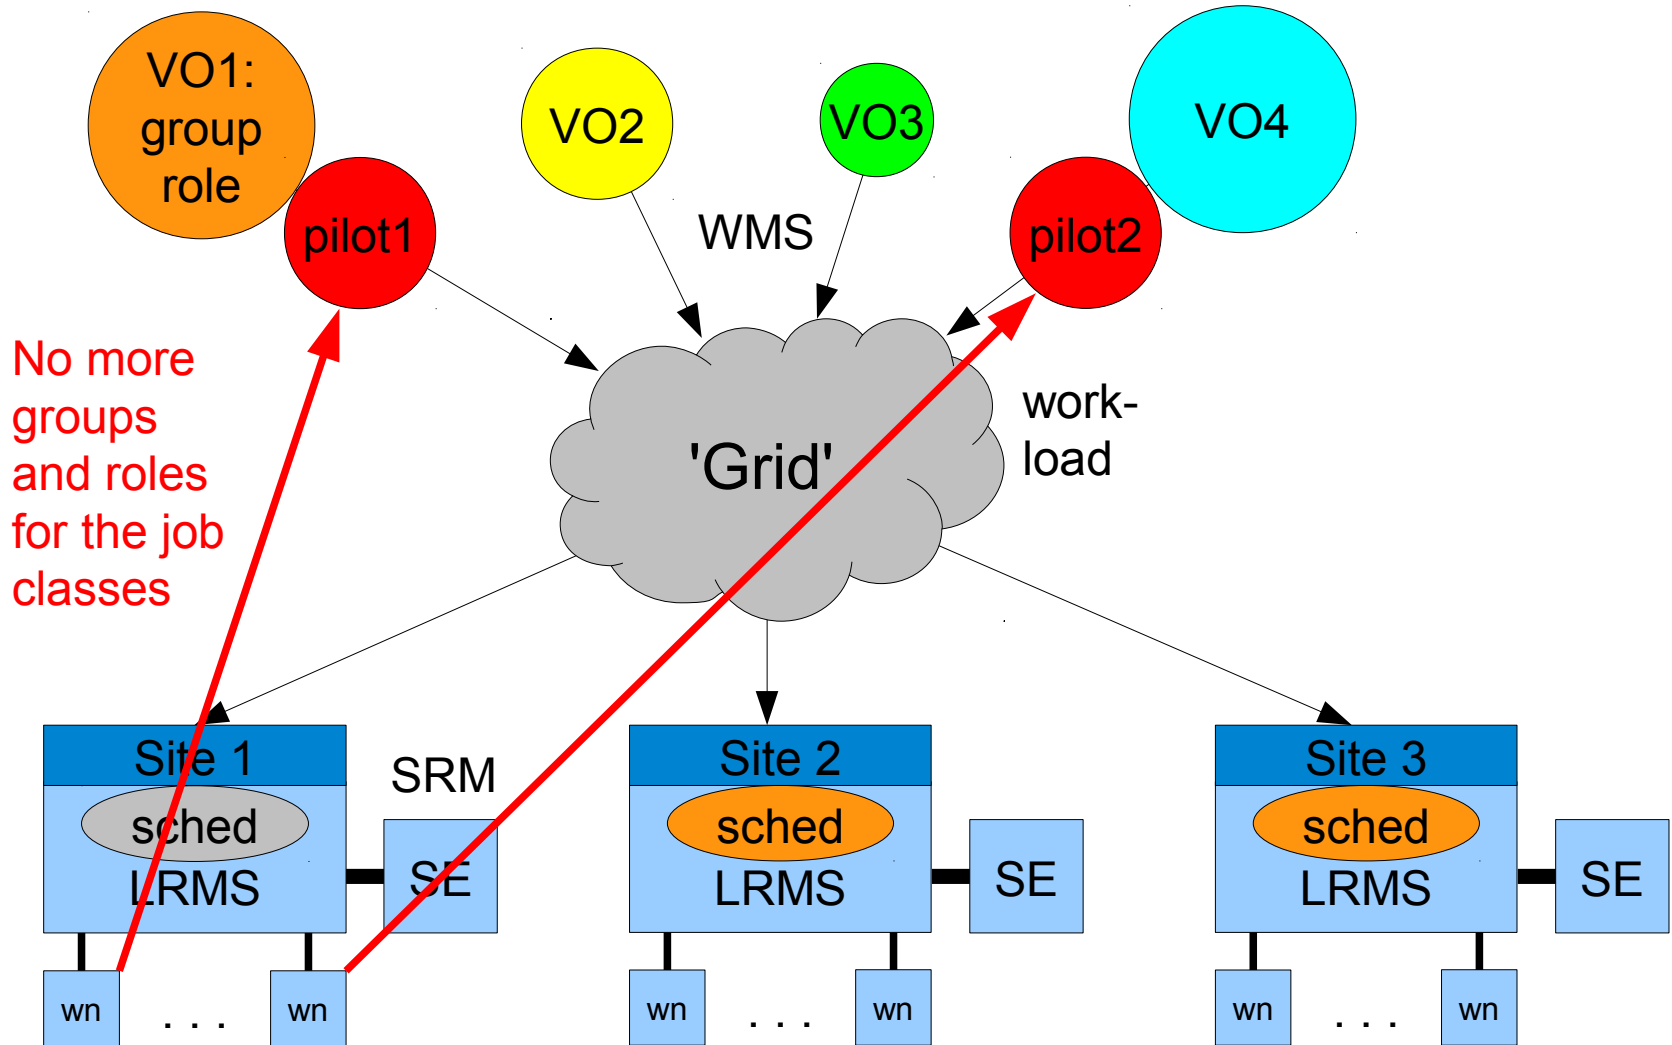 VO1:
group
role
VO2
VO3
VO4
pilot1
WMS
pilot2
No more
groups
and roles
for the job
classes
'Grid'
work-
load
Site 1
sched
LRMS
SRM
SE
wn
. . .
wn
Site 2
sched
LRMS
SE
wn
. . .
wn
Site 3
sched
LRMS
SE
wn
. . .
wn